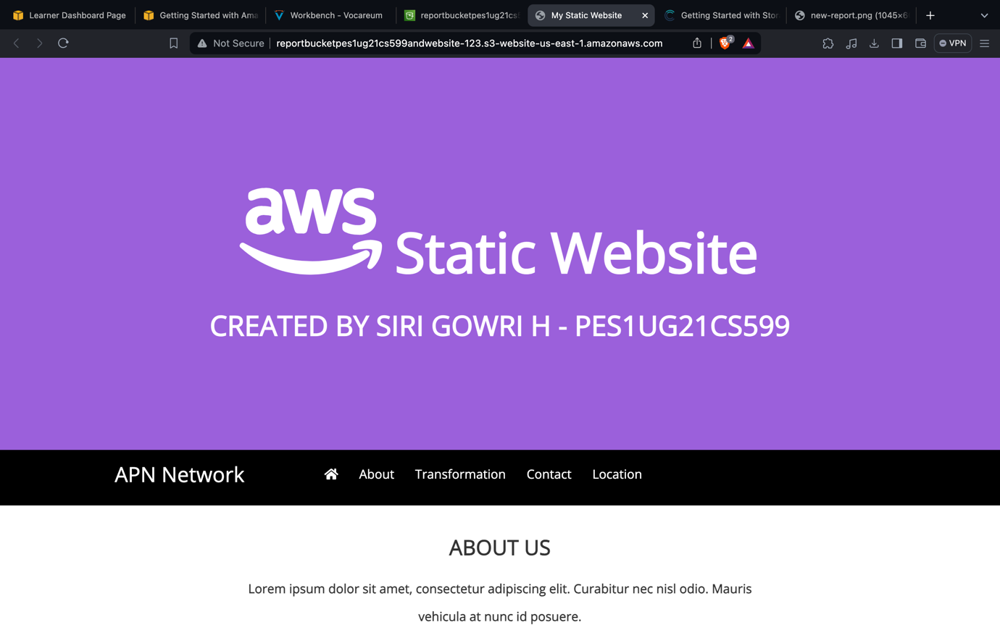 Learner Dashboard Page
Getting Started with Ama
Workbench - Vocareum
reportbucketpes1ug21cs5
My Static Website
Getting Started with Stor
new-report.png (1045×6
Not Secure
reportbucketpes1ug21cs599andwebsite-123.s3-website-us-east-1.amazonaws.com
2
VPN
aws Static Website
CREATED BY SIRI GOWRI H - PES1UG21CS599
APN Network
About
Transformation
Contact
Location
ABOUT US
Lorem ipsum dolor sit amet, consectetur adipiscing elit. Curabitur nec nisl odio. Mauris
vehicula at nunc id posuere.